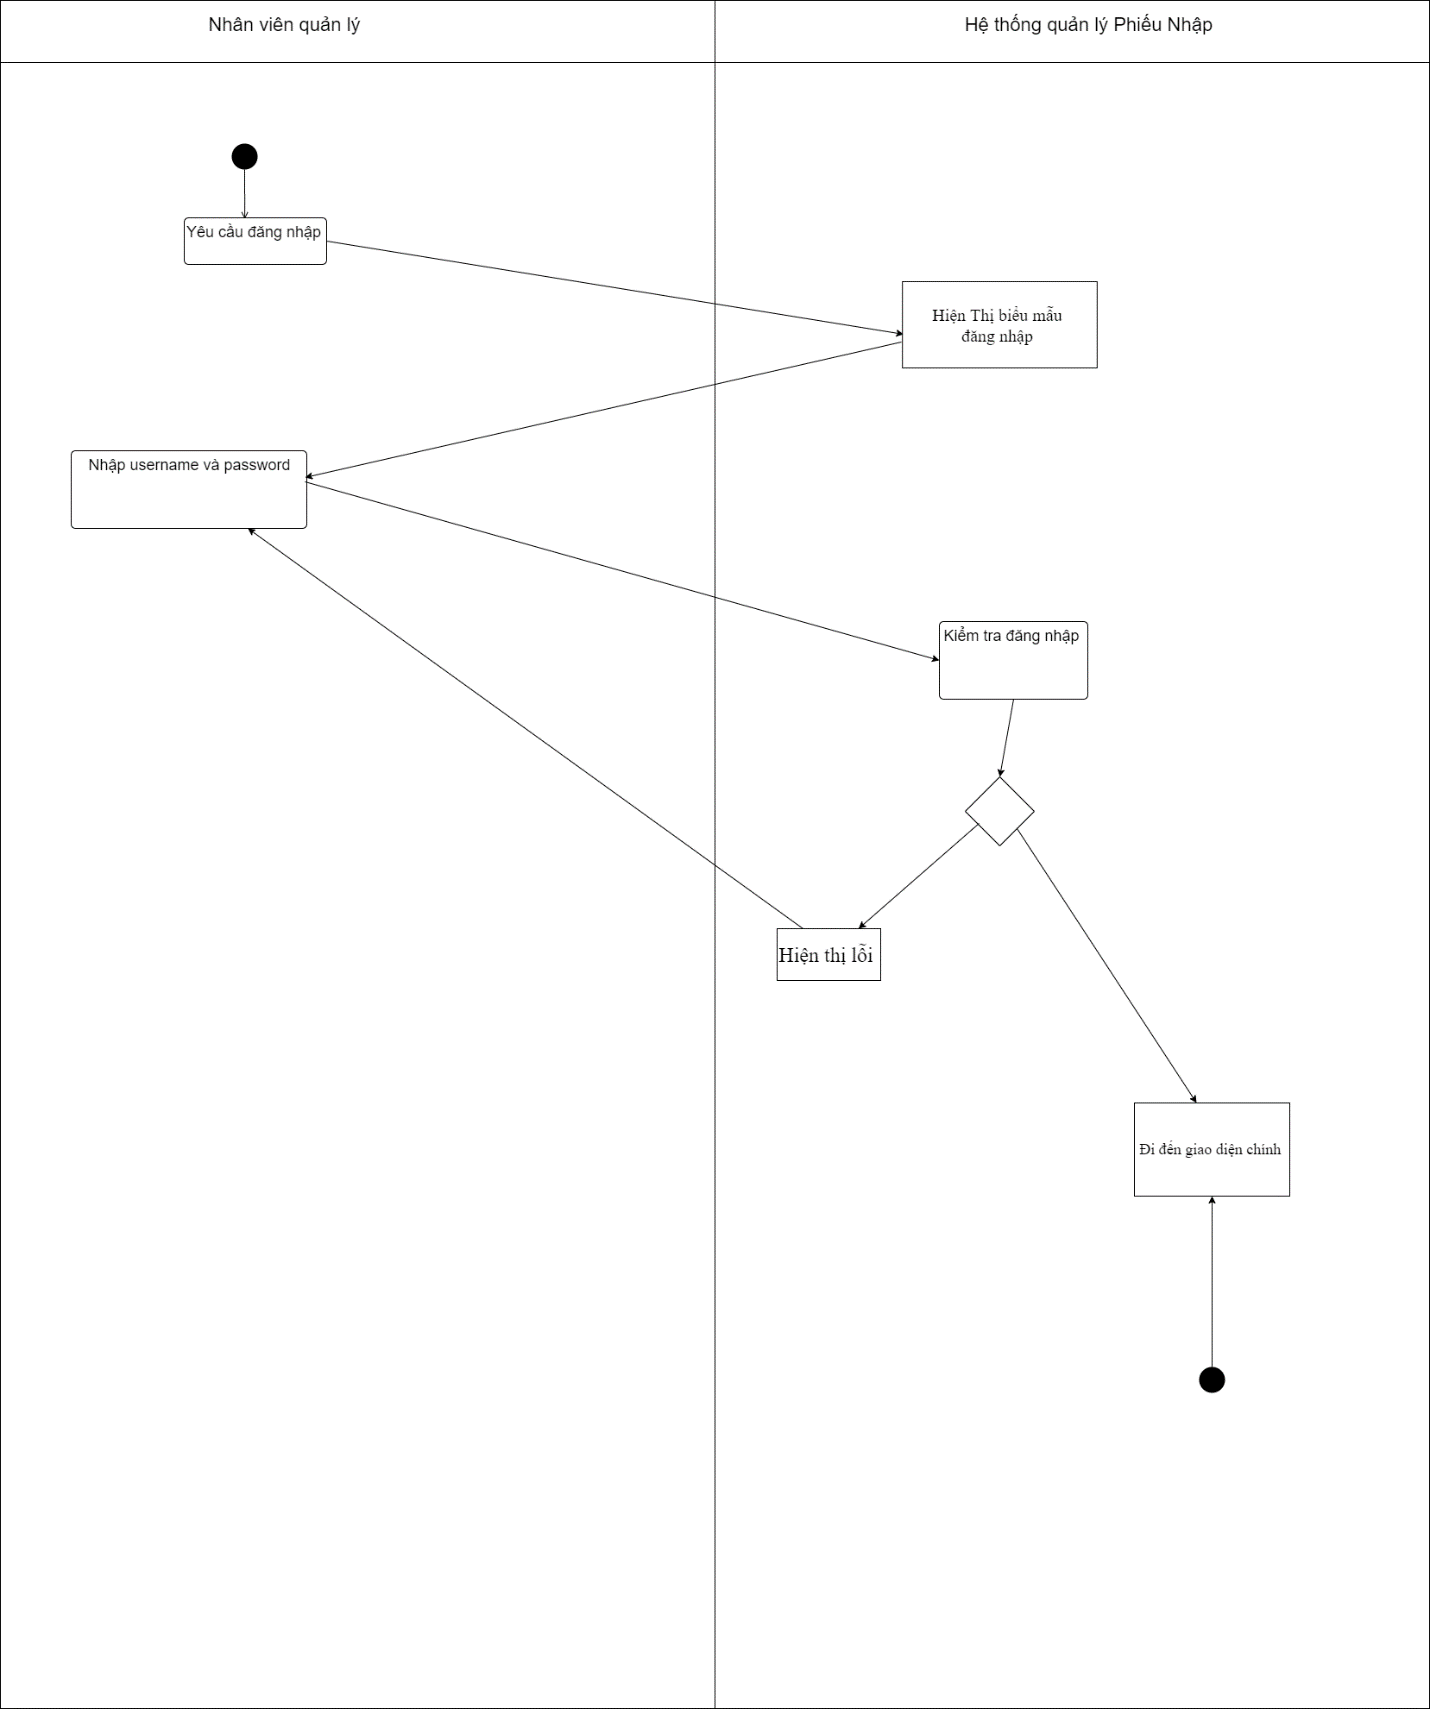 Nhân viên quản lý
Hệ thống quản lý Phiếu Nhập
Yêu cầu đăng nhập
Hiện Thị biểu mẫu
đăng nhập
Nhập username và password
Kiểm tra đăng nhập
Hiện thị lỗi
Đi đến giao diện chính